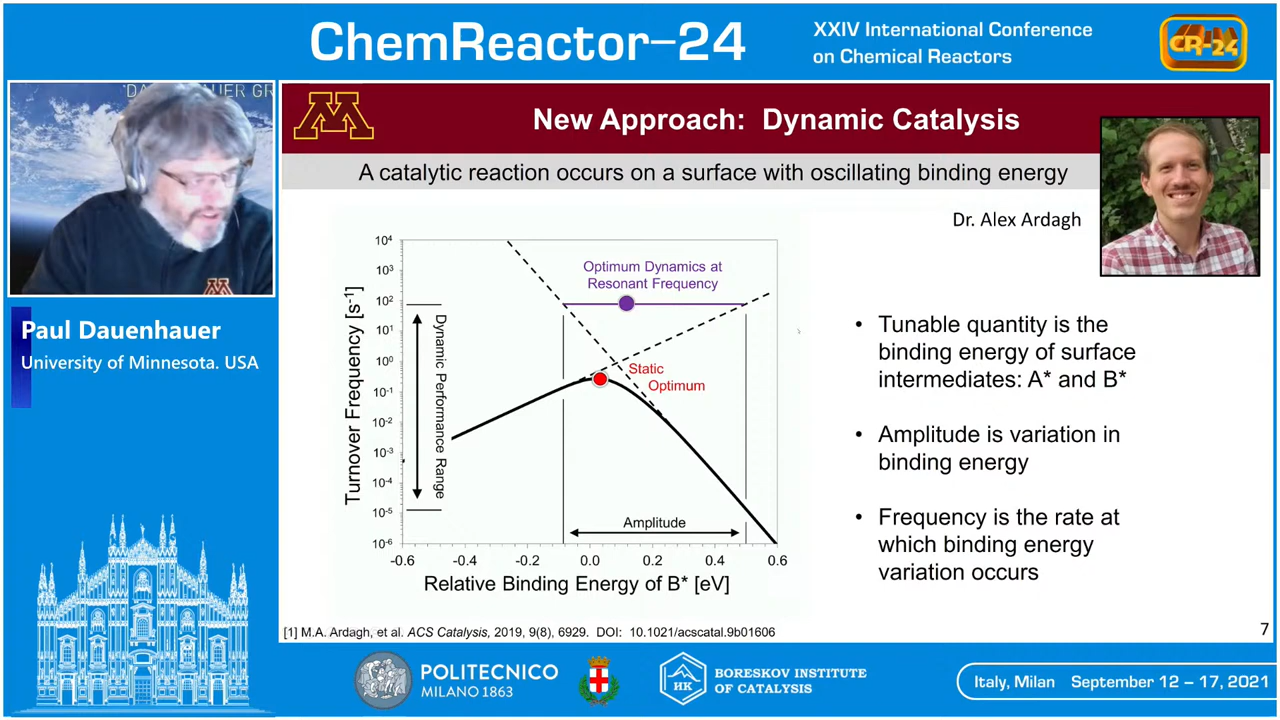 ChemReactor–24
XXIV International Conference
on Chemical Reactors
CR-24
Paul Dauenhauer
University of Minnesota. USA
M
New Approach:  Dynamic Catalysis
A catalytic reaction occurs on a surface with oscillating binding energy
Dr. Alex Ardagh
Turnover Frequency [s⁻¹]
10⁴
10³
10²
10¹
10⁰
10⁻¹
10⁻²
10⁻³
10⁻⁴
10⁻⁵
10⁻⁶
Dynamic Performance Range
Optimum Dynamics at
Resonant Frequency
Static
Optimum
Amplitude
-0.6 -0.4 -0.2 0.0 0.2 0.4 0.6
Relative Binding Energy of B* [eV]
• Tunable quantity is the
binding energy of surface
intermediates: A* and B*
• Amplitude is variation in
binding energy
• Frequency is the rate at
which binding energy
variation occurs
[1] M.A. Ardagh, et al. ACS Catalysis, 2019, 9(8), 6929. DOI: 10.1021/acscatal.9b01606
7
POLITECNICO
MILANO 1863
HK
BORESKOV INSTITUTE
OF CATALYSIS
Italy, Milan September 12 – 17, 2021